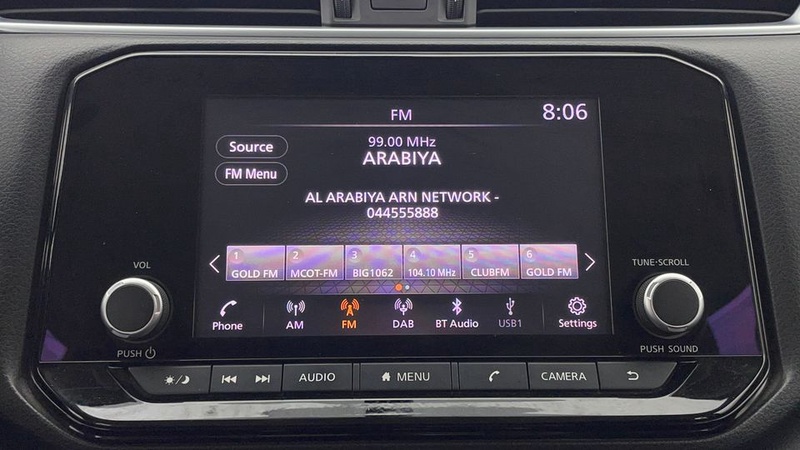 FM
8:06
Source
99.00 MHz
ARABIYA
FM Menu
AL ARABIYA ARN NETWORK -
044555888
1 2 3 4 5 6
GOLD FM MCOT-FM BIG1062 104.10 MHz CLUBFM GOLD FM
VOL
TUNE·SCROLL
Phone AM FM DAB BT Audio USB1 Settings
PUSH
PUSH SOUND
AUDIO MENU CAMERA